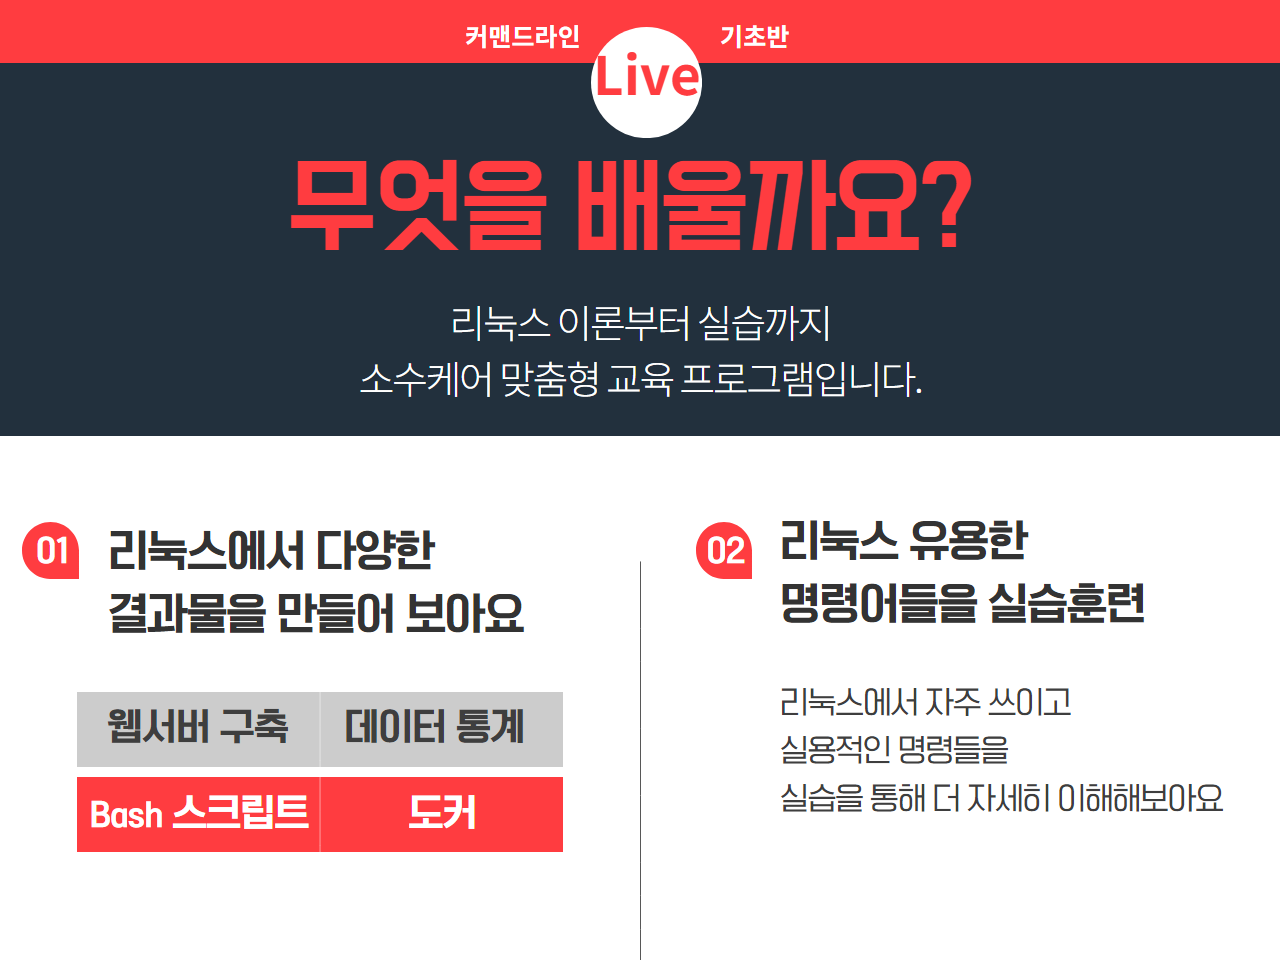 커맨드라인 Live 기초반
무엇을 배울까요?
리눅스 이론부터 실습까지
소수케어 맞춤형 교육 프로그램입니다.
01
리눅스에서 다양한
결과물을 만들어 보아요
웹서버 구축 데이터 통계
Bash 스크립트 도커
02
리눅스 유용한
명령어들을 실습훈련
리눅스에서 자주 쓰이고
실용적인 명령들을
실습을 통해 더 자세히 이해해보아요